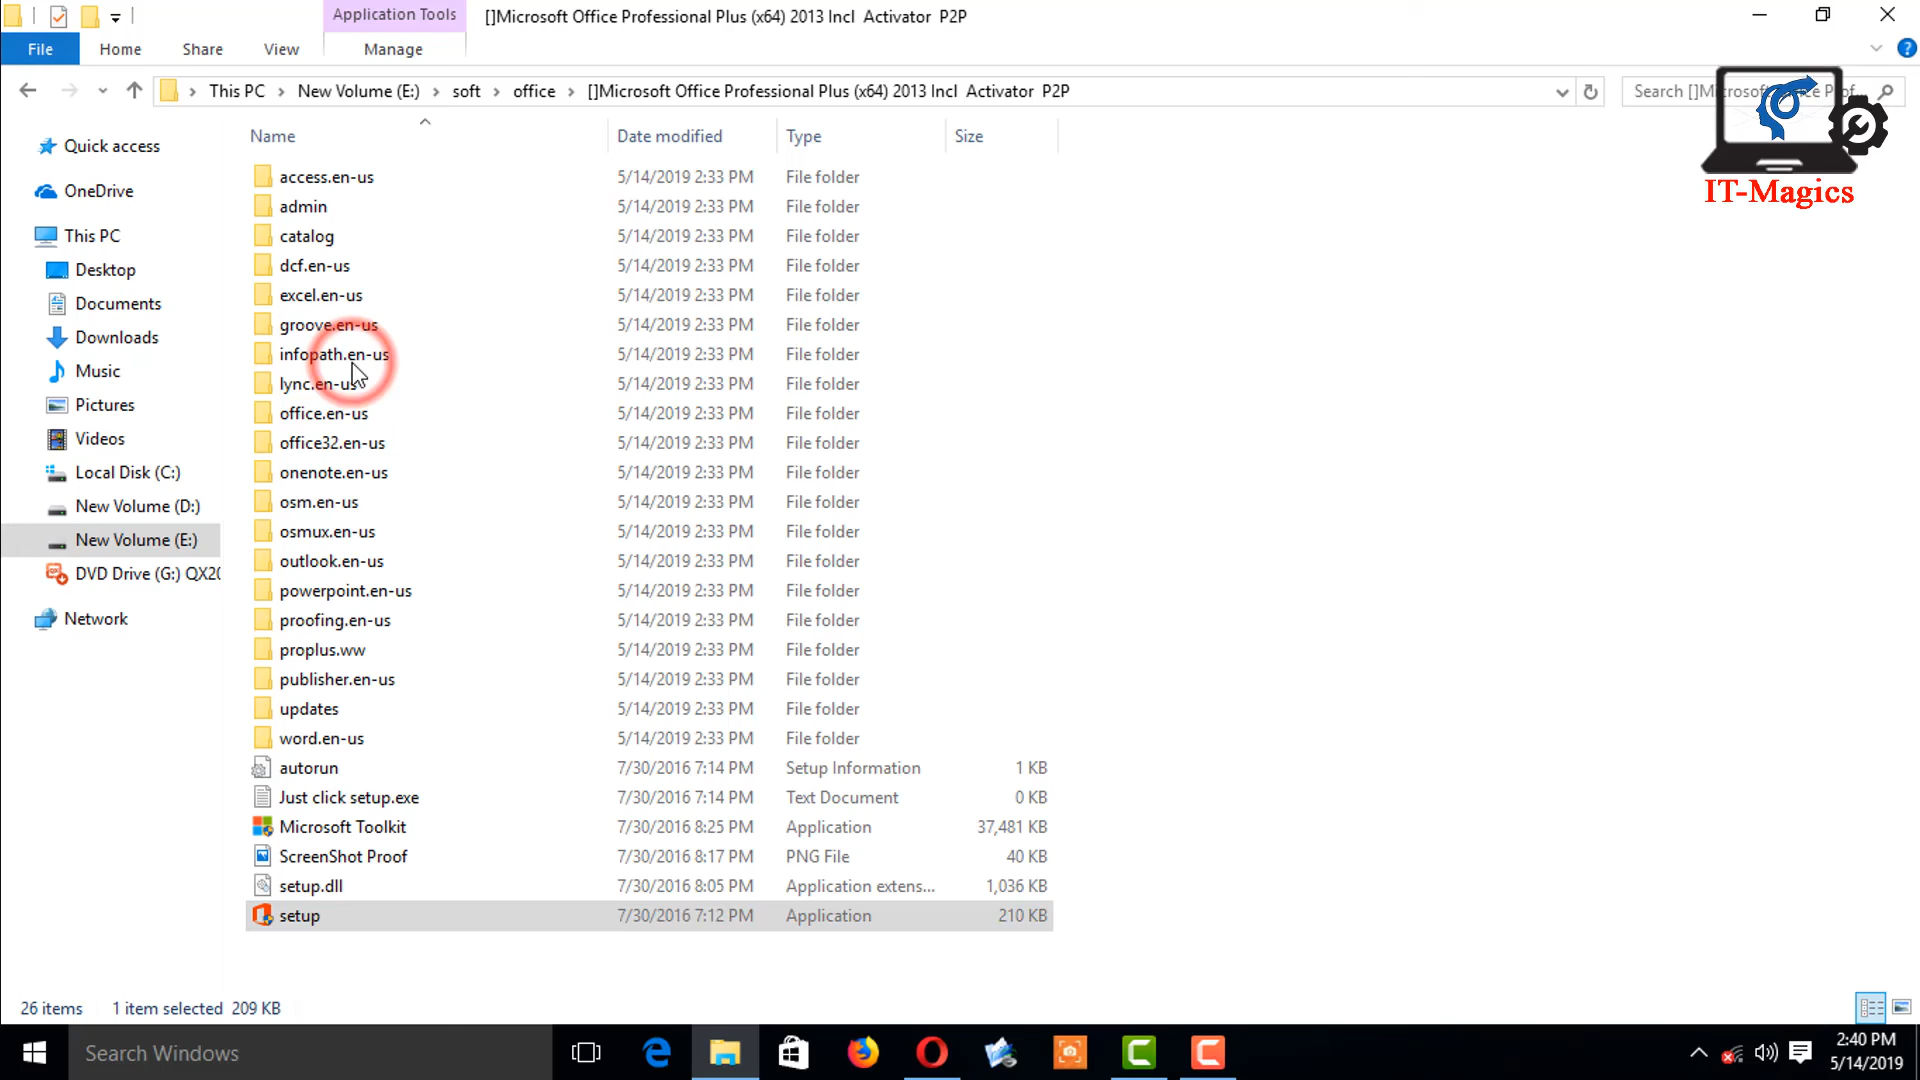 Application Tools
[]Microsoft Office Professional Plus (x64) 2013 Incl  Activator  P2P
File Home Share View Manage
This PC New Volume (E:) soft office []Microsoft Office Professional Plus (x64) 2013 Incl  Activator  P2P
Name Date modified Type Size
access.en-us 5/14/2019 2:33 PM File folder
admin 5/14/2019 2:33 PM File folder
catalog 5/14/2019 2:33 PM File folder
dcf.en-us 5/14/2019 2:33 PM File folder
excel.en-us 5/14/2019 2:33 PM File folder
groove.en-us 5/14/2019 2:33 PM File folder
infopath.en-us 5/14/2019 2:33 PM File folder
lync.en-us 5/14/2019 2:33 PM File folder
office.en-us 5/14/2019 2:33 PM File folder
office32.en-us 5/14/2019 2:33 PM File folder
onenote.en-us 5/14/2019 2:33 PM File folder
osm.en-us 5/14/2019 2:33 PM File folder
osmux.en-us 5/14/2019 2:33 PM File folder
outlook.en-us 5/14/2019 2:33 PM File folder
powerpoint.en-us 5/14/2019 2:33 PM File folder
proofing.en-us 5/14/2019 2:33 PM File folder
proplus.ww 5/14/2019 2:33 PM File folder
publisher.en-us 5/14/2019 2:33 PM File folder
updates 5/14/2019 2:33 PM File folder
word.en-us 5/14/2019 2:33 PM File folder
autorun 7/30/2016 7:14 PM Setup Information 1 KB
Just click setup.exe 7/30/2016 7:14 PM Text Document 0 KB
Microsoft Toolkit 7/30/2016 8:25 PM Application 37,481 KB
ScreenShot Proof 7/30/2016 8:17 PM PNG File 40 KB
setup.dll 7/30/2016 8:05 PM Application extens... 1,036 KB
setup 7/30/2016 7:12 PM Application 210 KB
Quick access
OneDrive
This PC
Desktop
Documents
Downloads
Music
Pictures
Videos
Local Disk (C:)
New Volume (D:)
New Volume (E:)
DVD Drive (G:) QX20
Network
IT-Magics
26 items 1 item selected 209 KB
Search Windows
2:40 PM
5/14/2019